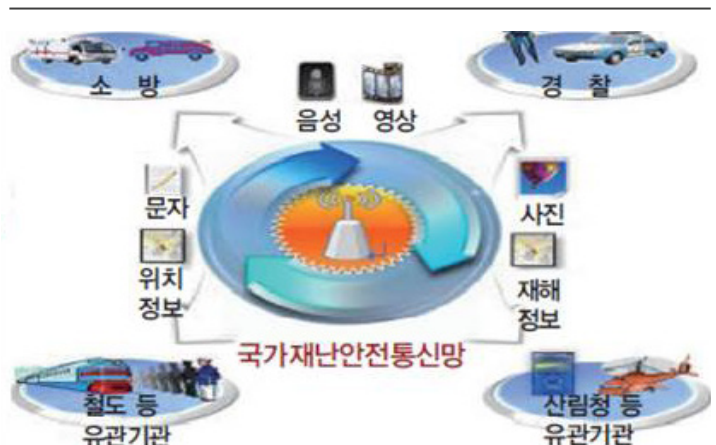 소 방
경 찰
음성 영상
문자
사진
위치
정보
재해
정보
국가재난안전통신망
철도 등
유관기관
산림청 등
유관기관